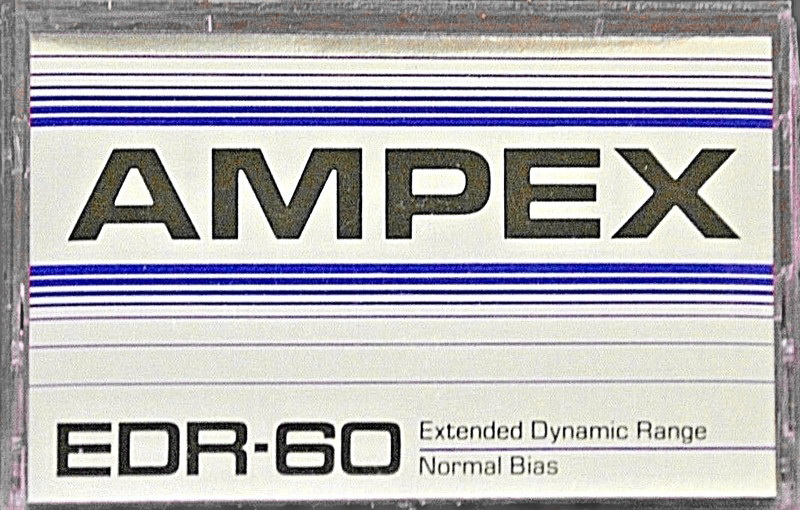 AMPEX
EDR-60
Extended Dynamic Range
Normal Bias